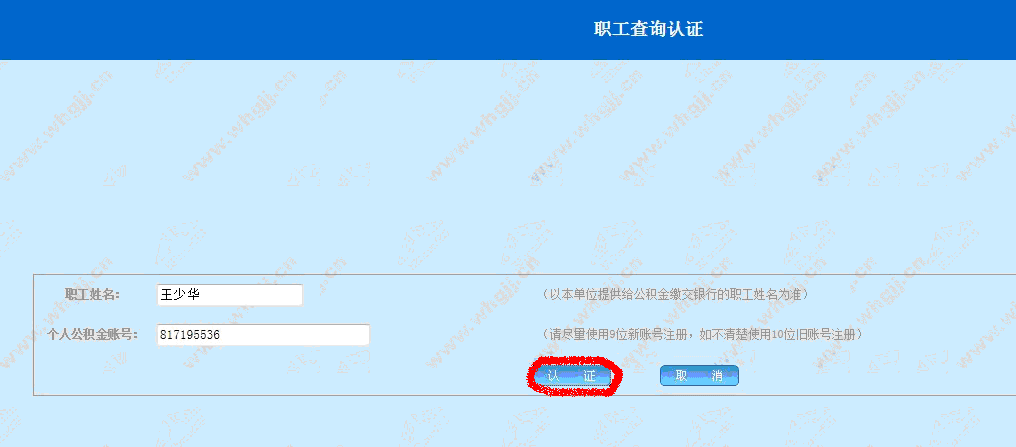 职工查询认证
www.whgjj.cn
职工姓名：
王少华
（以本单位提供给公积金缴交银行的职工姓名为准）
个人公积金账号：
817195536
（请尽量使用9位新账号注册，如不清楚使用10位旧账号注册）
认 证
取 消